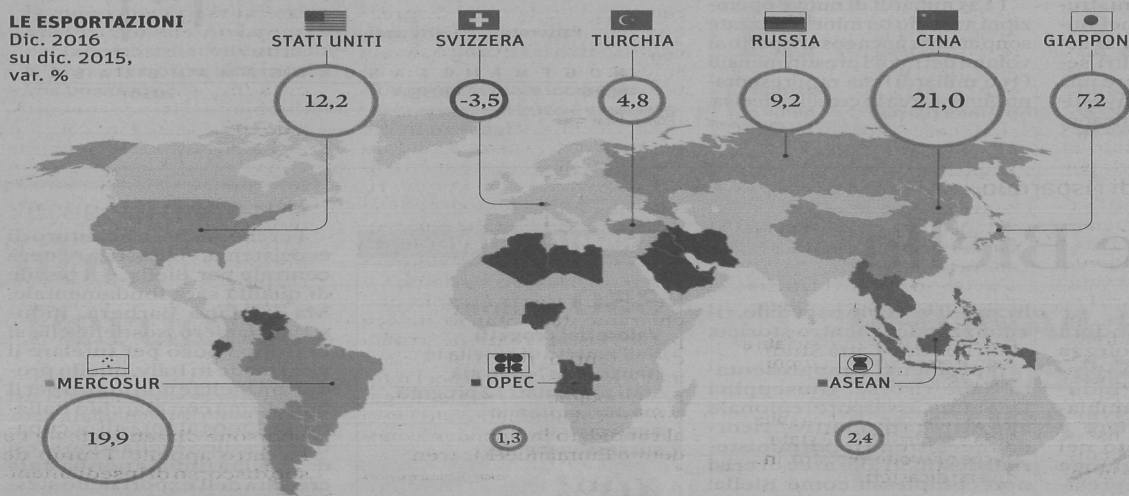 LE ESPORTAZIONI
Dic. 2016
su dic. 2015,
var. %
STATI UNITI
SVIZZERA
TURCHIA
RUSSIA
CINA
GIAPPON
12,2
-3,5
4,8
9,2
21,0
7,2
MERCOSUR
OPEC
ASEAN
19,9
1,3
2,4